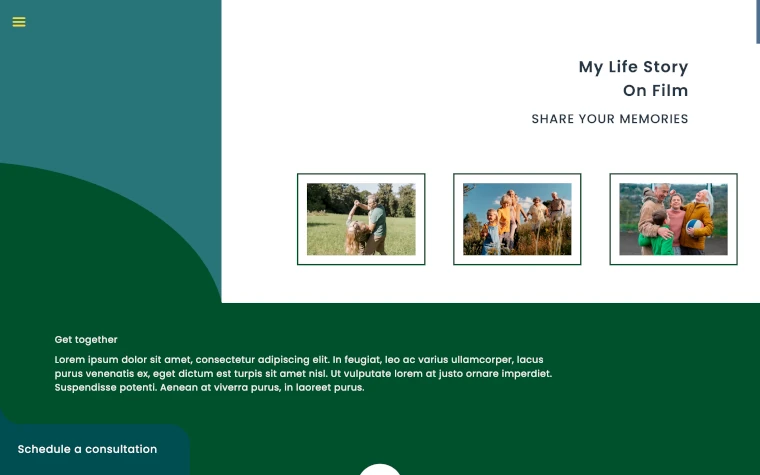 My Life Story
On Film
SHARE YOUR MEMORIES
Get together
Lorem ipsum dolor sit amet, consectetur adipiscing elit. In feugiat, leo ac varius ullamcorper, lacus
purus venenatis ex, eget dictum est turpis sit amet nisl. Ut vulputate lorem at justo ornare imperdiet.
Suspendisse potenti. Aenean at viverra purus, in laoreet purus.
Schedule a consultation